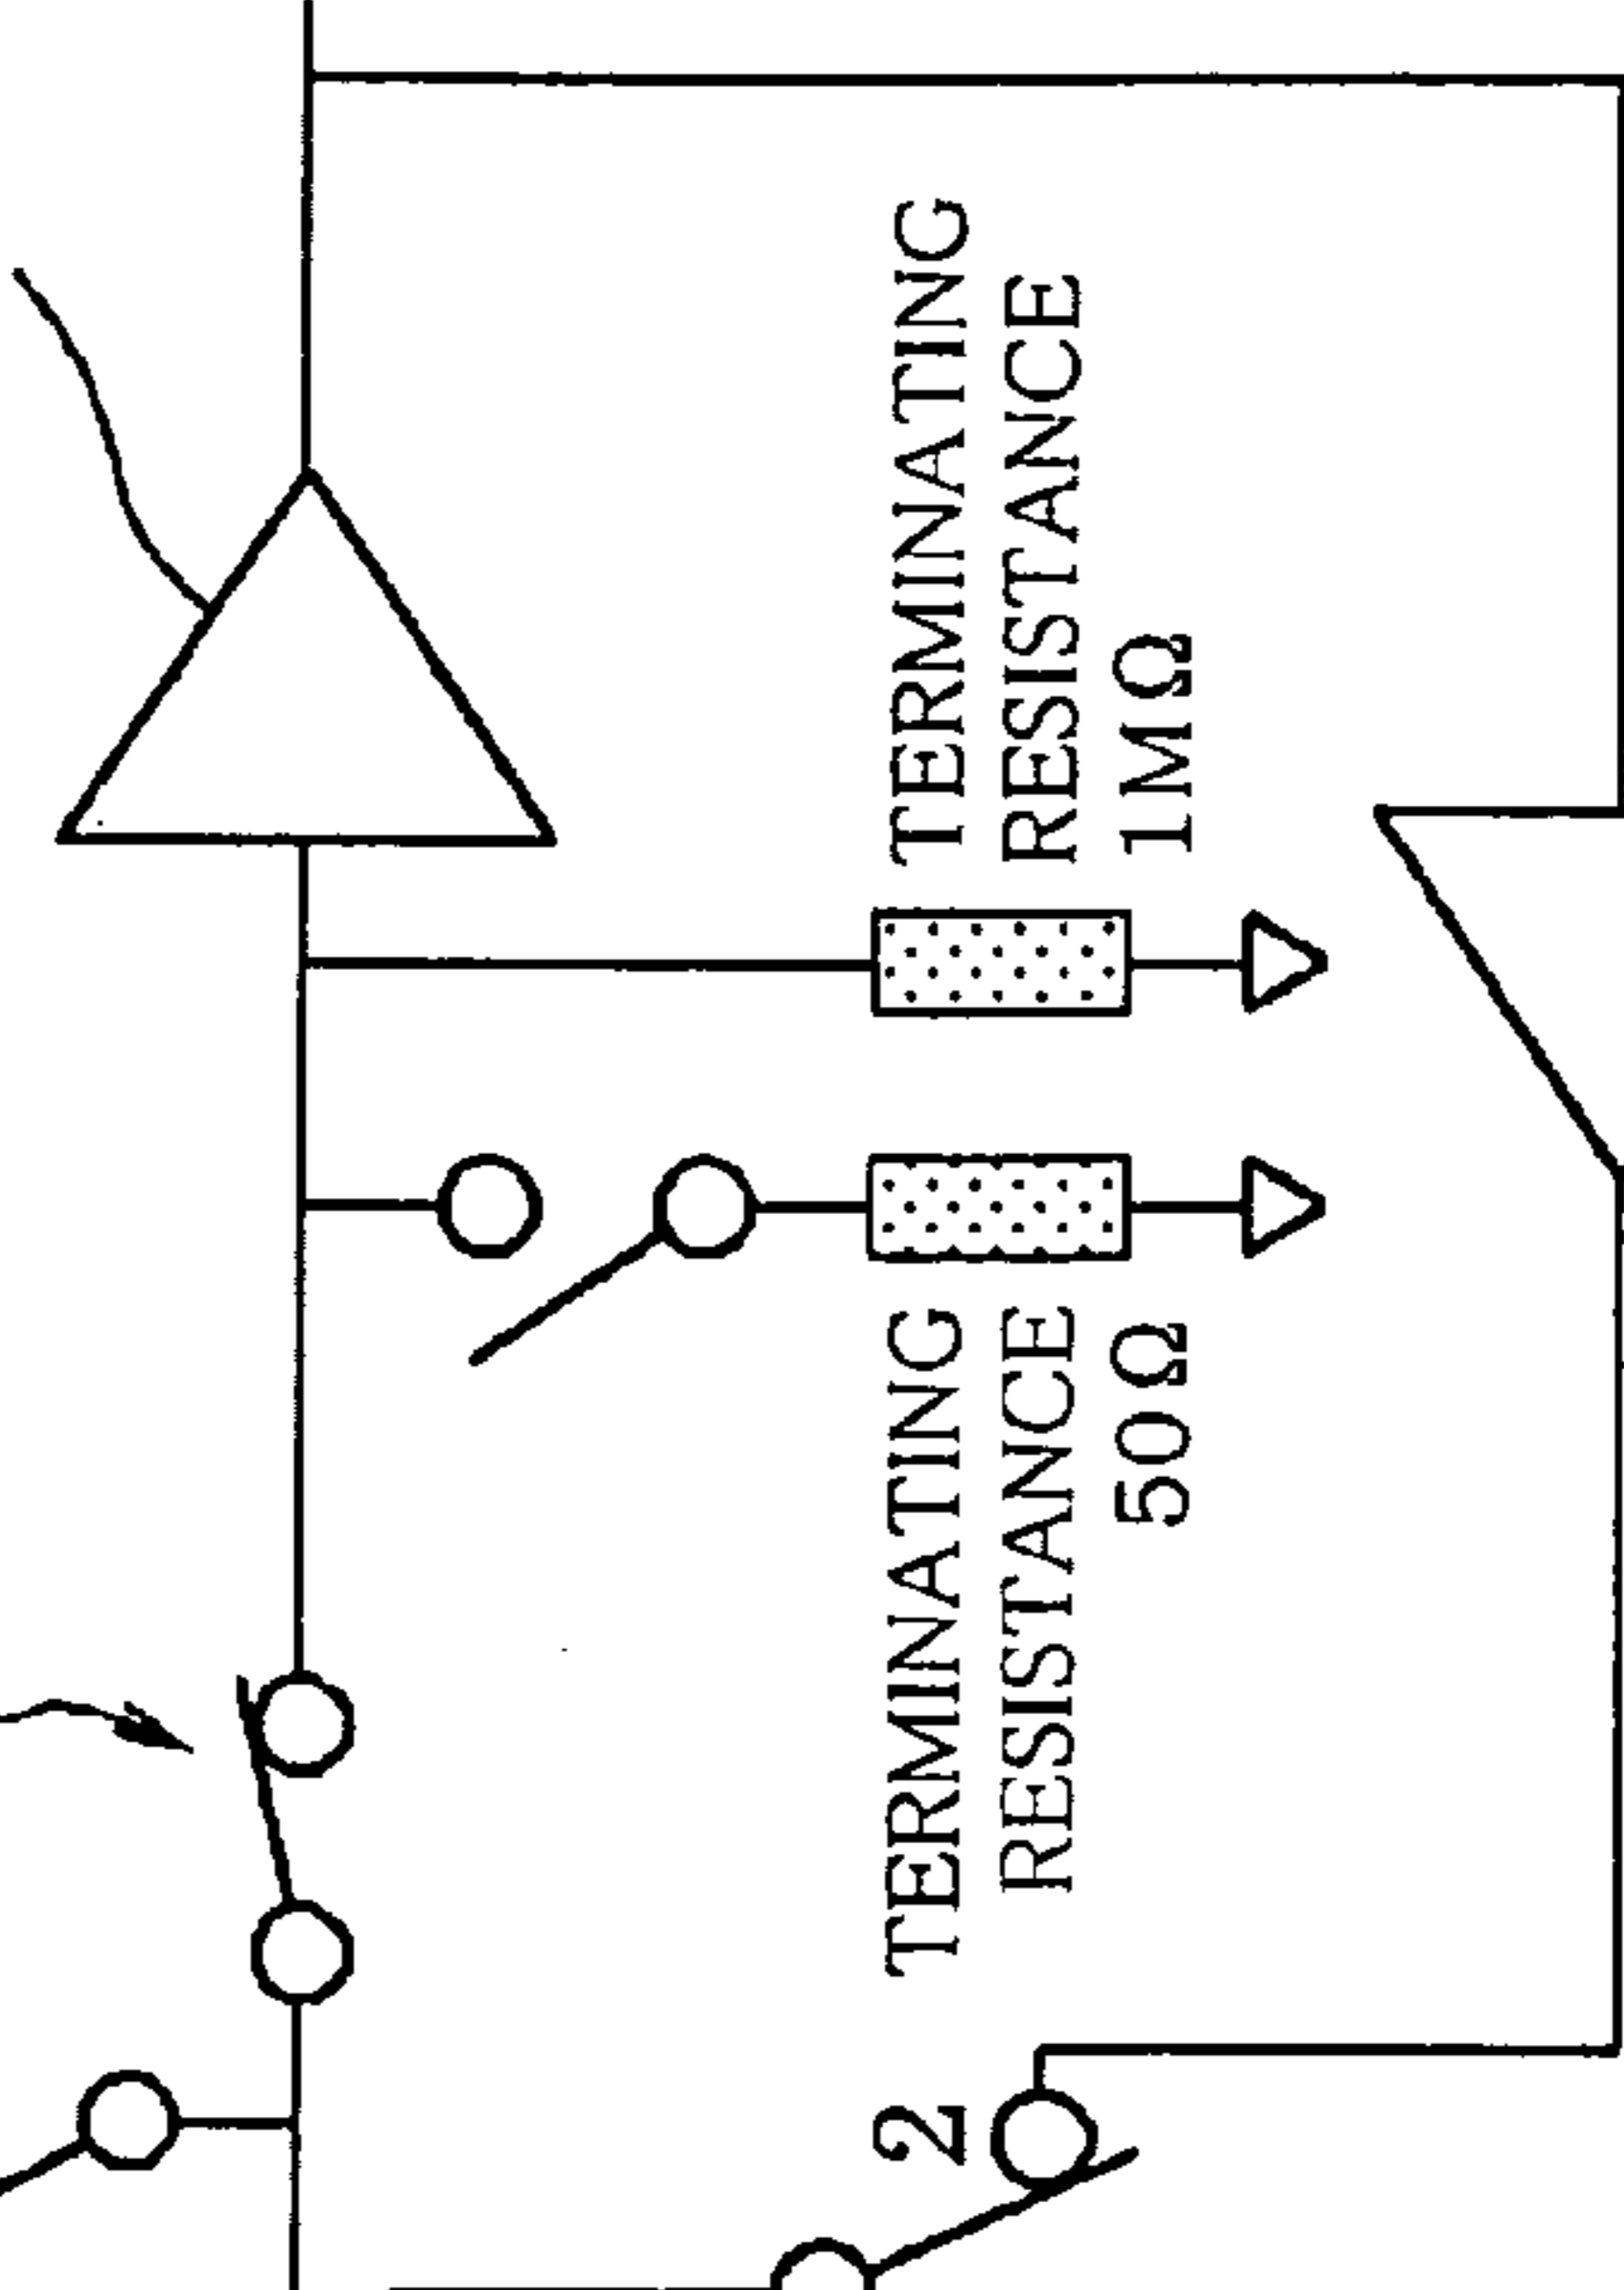 TERMINATING
RESISTANCE
1MΩ
TERMINATING
RESISTANCE
50Ω
2